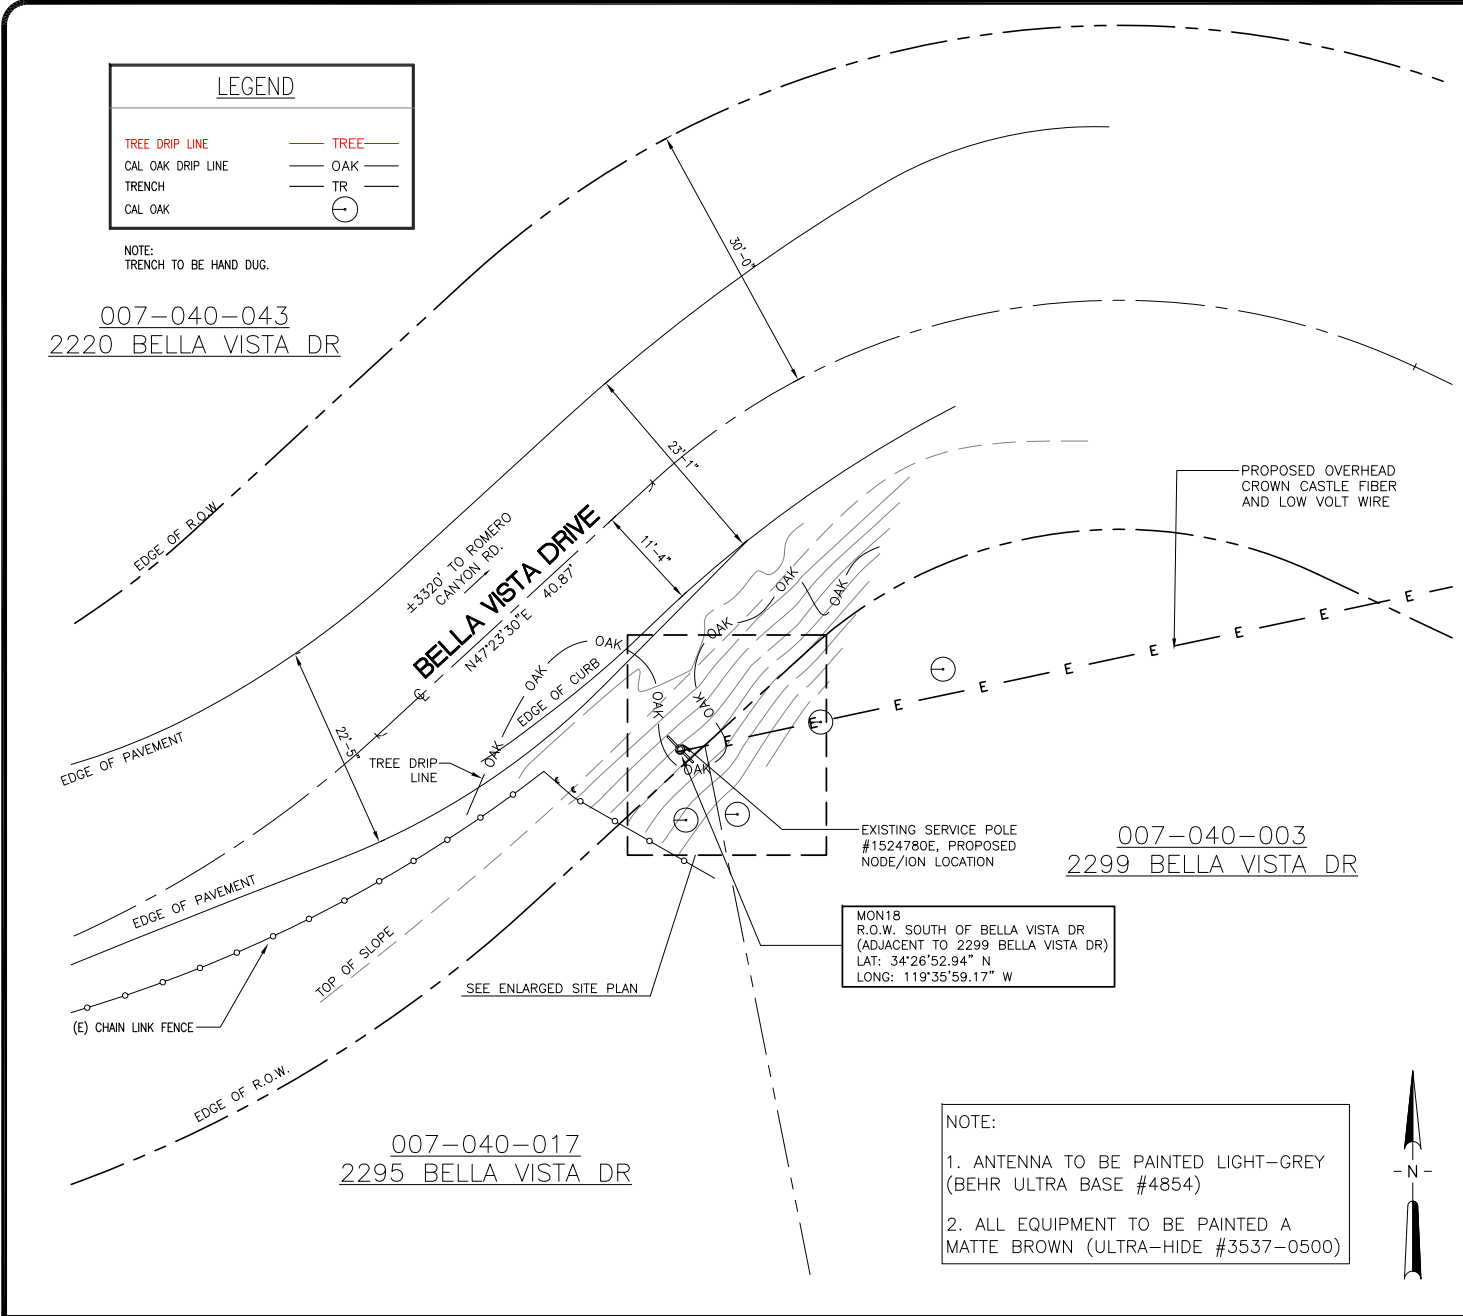 LEGEND
TREE DRIP LINE TREE
CAL OAK DRIP LINE OAK
TRENCH TR
CAL OAK
NOTE:
TRENCH TO BE HAND DUG.
007-040-043
2220 BELLA VISTA DR
30'-0"
23'-1"
11'-4"
22'-5"
EDGE OF R.O.W.
±3320' TO ROMERO
CANYON RD.
BELLA VISTA DRIVE
N47°23'30"E 40.87'
PROPOSED OVERHEAD
CROWN CASTLE FIBER
AND LOW VOLT WIRE
OAK
OAK
OAK
OAK
OAK
OAK
OAK
OAK
OAK
EDGE OF CURB
E
E
E
E
E
E
E
E
E
EDGE OF PAVEMENT
TREE DRIP
LINE
EXISTING SERVICE POLE
#1524780E, PROPOSED
NODE/ION LOCATION
007-040-003
2299 BELLA VISTA DR
EDGE OF PAVEMENT
MON18
R.O.W. SOUTH OF BELLA VISTA DR
(ADJACENT TO 2299 BELLA VISTA DR)
LAT: 34°26'52.94" N
LONG: 119°35'59.17" W
TOP OF SLOPE
SEE ENLARGED SITE PLAN
(E) CHAIN LINK FENCE
EDGE OF R.O.W.
007-040-017
2295 BELLA VISTA DR
NOTE:
1. ANTENNA TO BE PAINTED LIGHT-GREY
(BEHR ULTRA BASE #4854)
2. ALL EQUIPMENT TO BE PAINTED A
MATTE BROWN (ULTRA-HIDE #3537-0500)
-N-